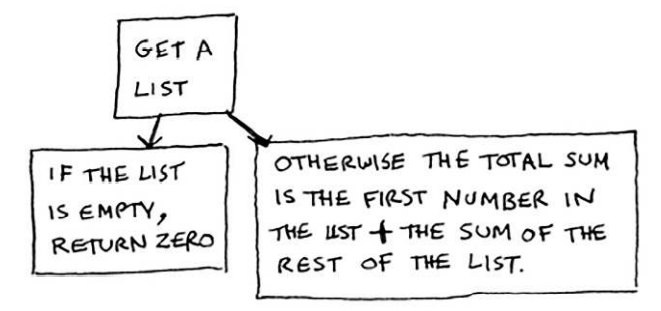 GET A
LIST
IF THE LIST
IS EMPTY,
RETURN ZERO
OTHERWISE THE TOTAL SUM
IS THE FIRST NUMBER IN
THE LIST + THE SUM OF THE
REST OF THE LIST.